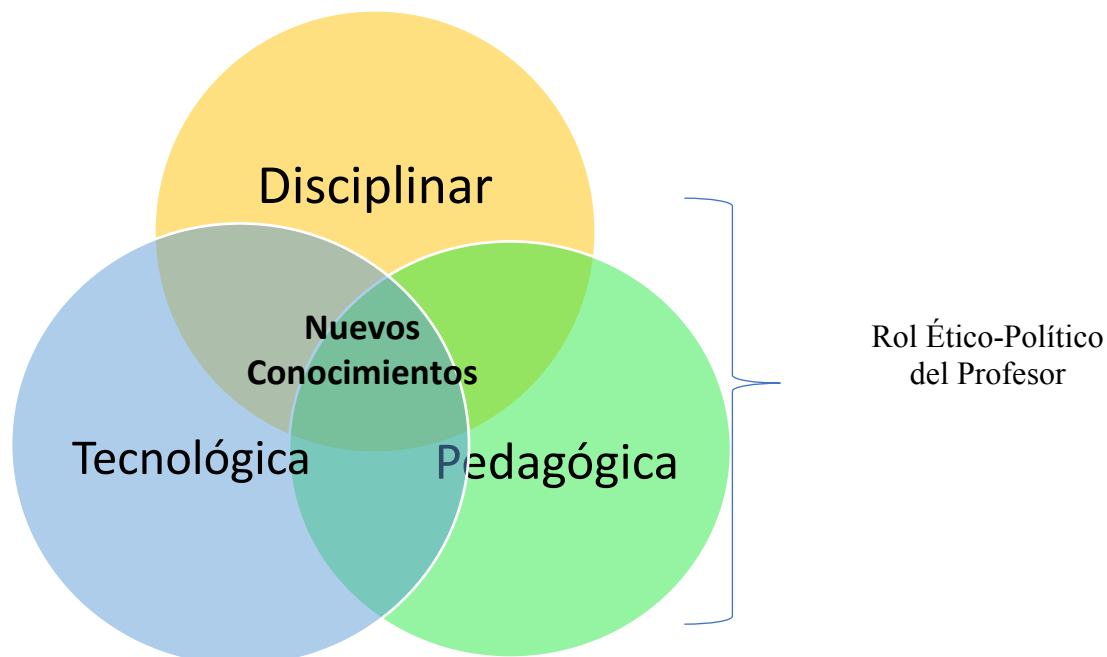 Disciplinar
Nuevos
Conocimientos
Tecnológica
Pedagógica
Rol Ético-Político
del Profesor